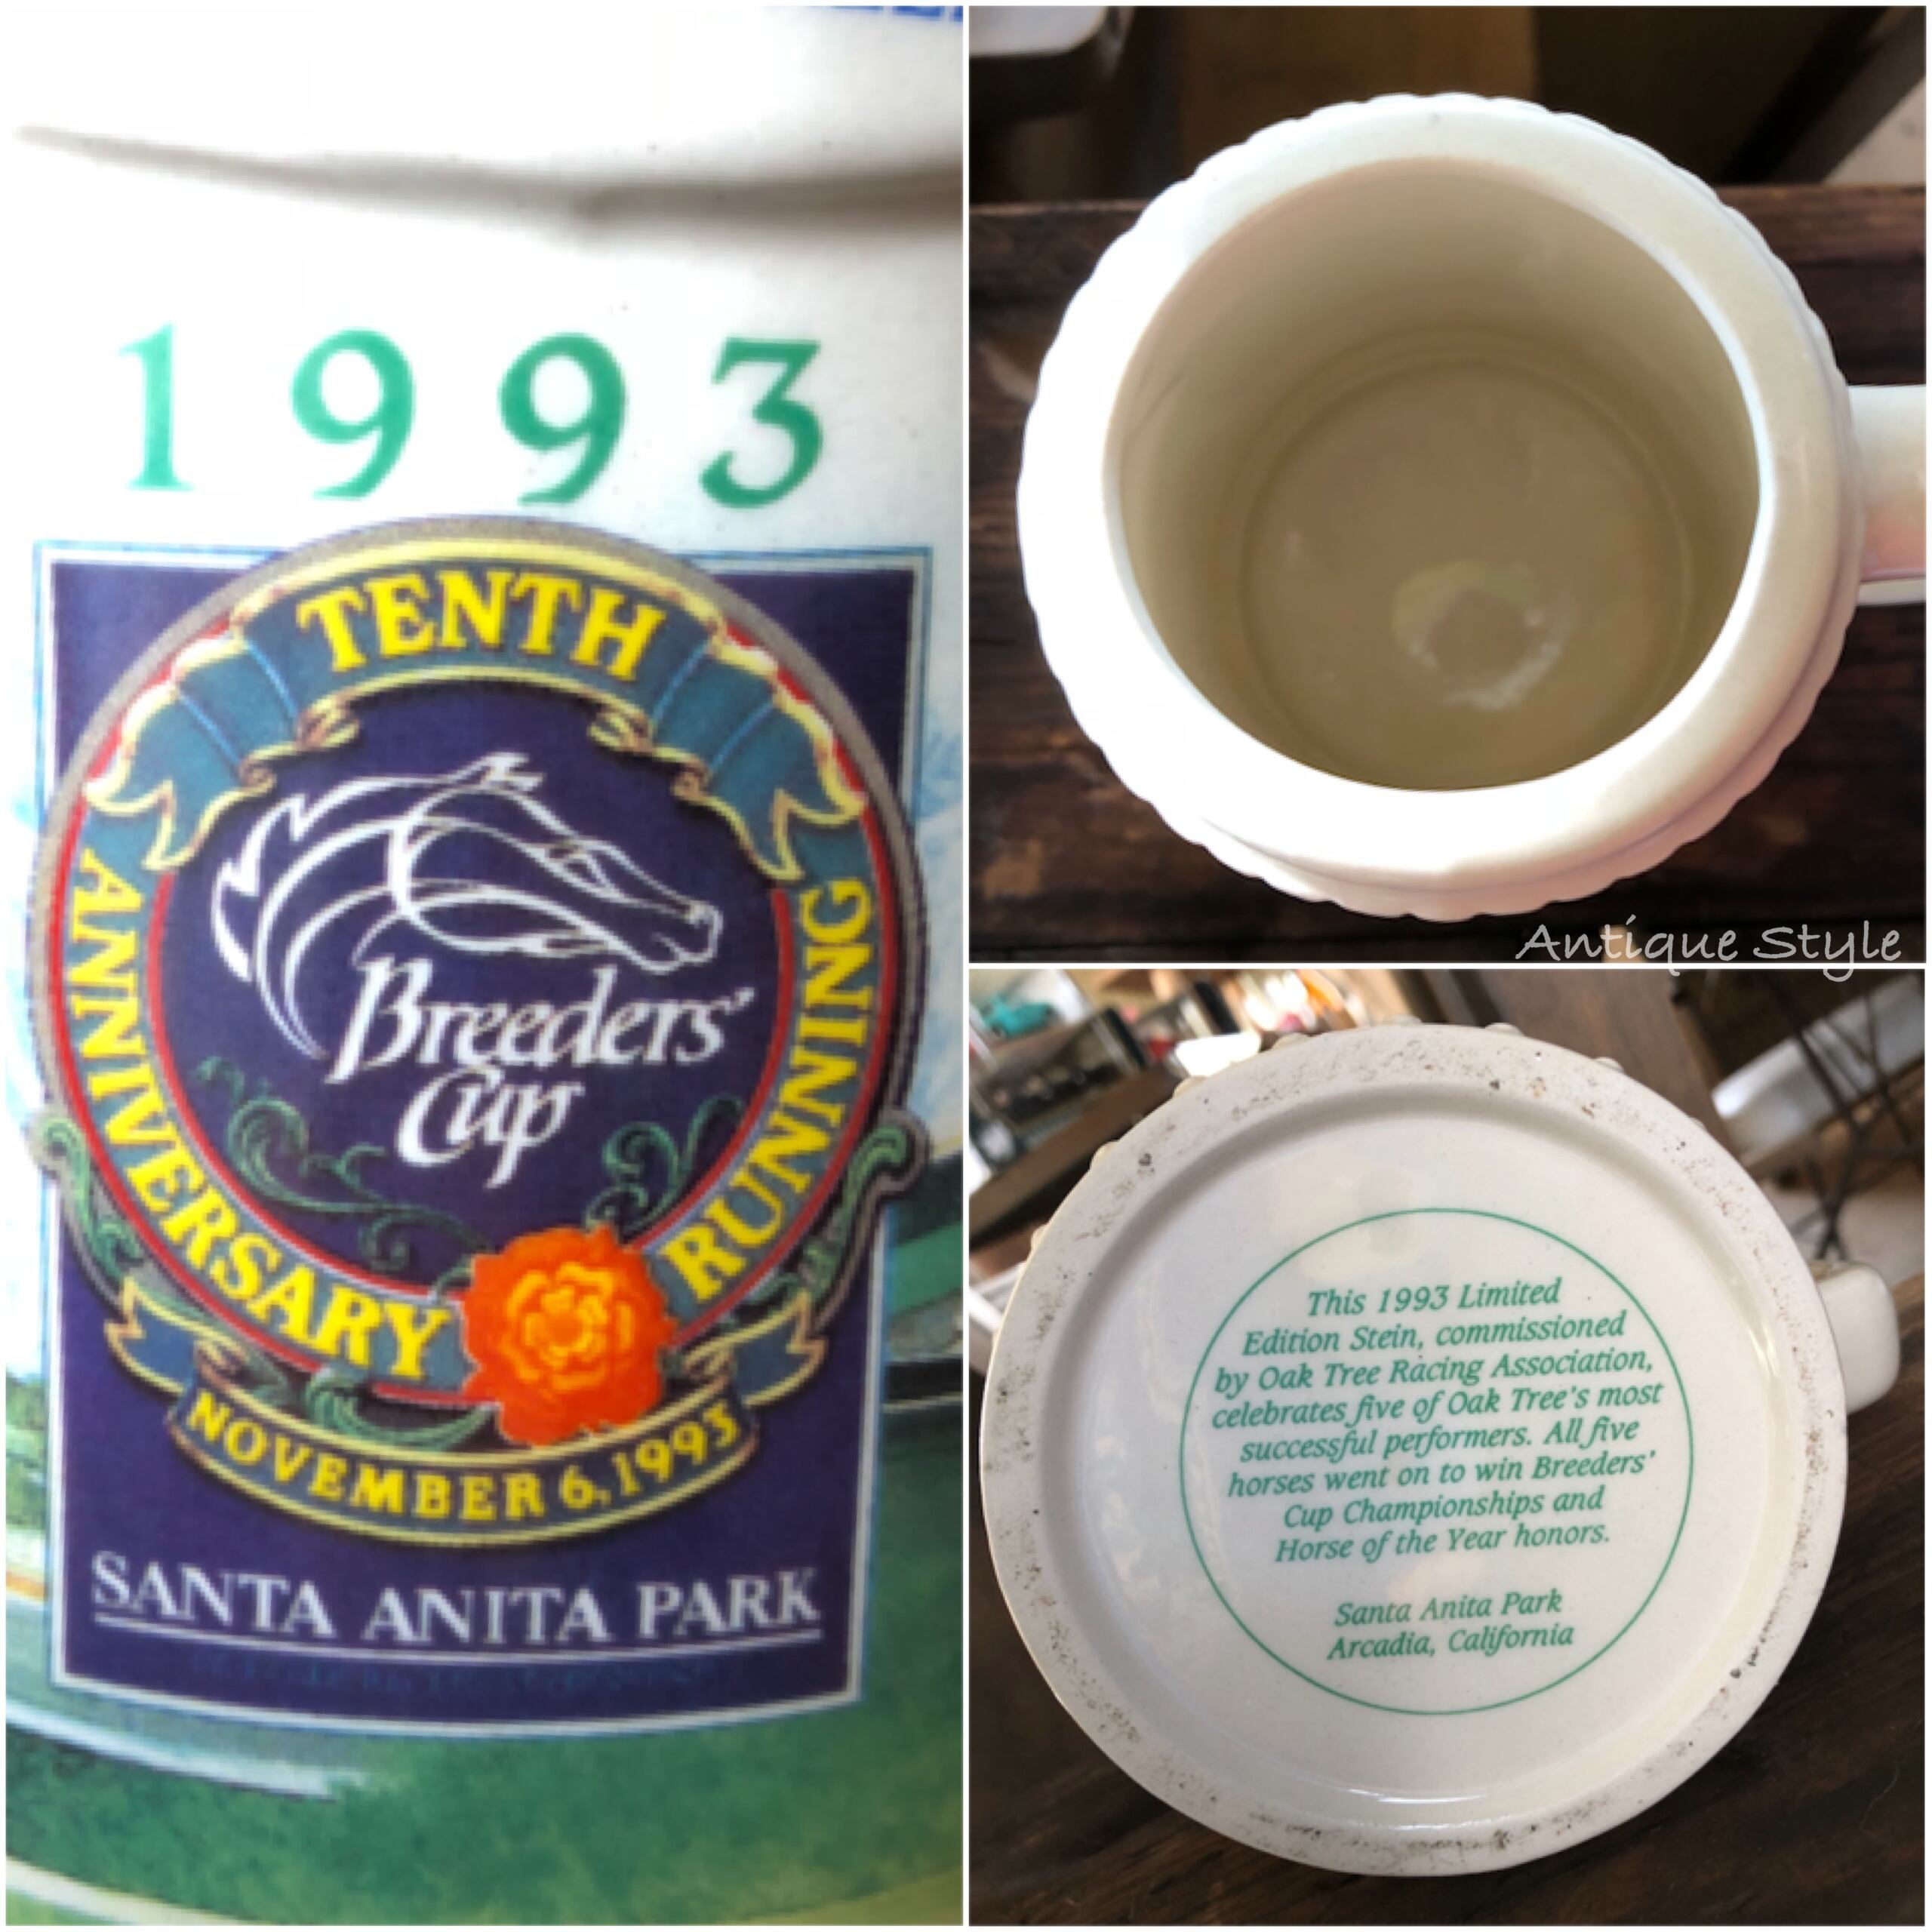 1993
TENTH
ANNIVERSARY RUNNING
Breeders'
Cup
NOVEMBER 6, 1993
SANTA ANITA PARK
Antique Style
This 1993 Limited
Edition Stein, commissioned
by Oak Tree Racing Association,
celebrates five of Oak Tree's most
successful performers. All five
horses went on to win Breeders'
Cup Championships and
Horse of the Year honors.
Santa Anita Park
Arcadia, California